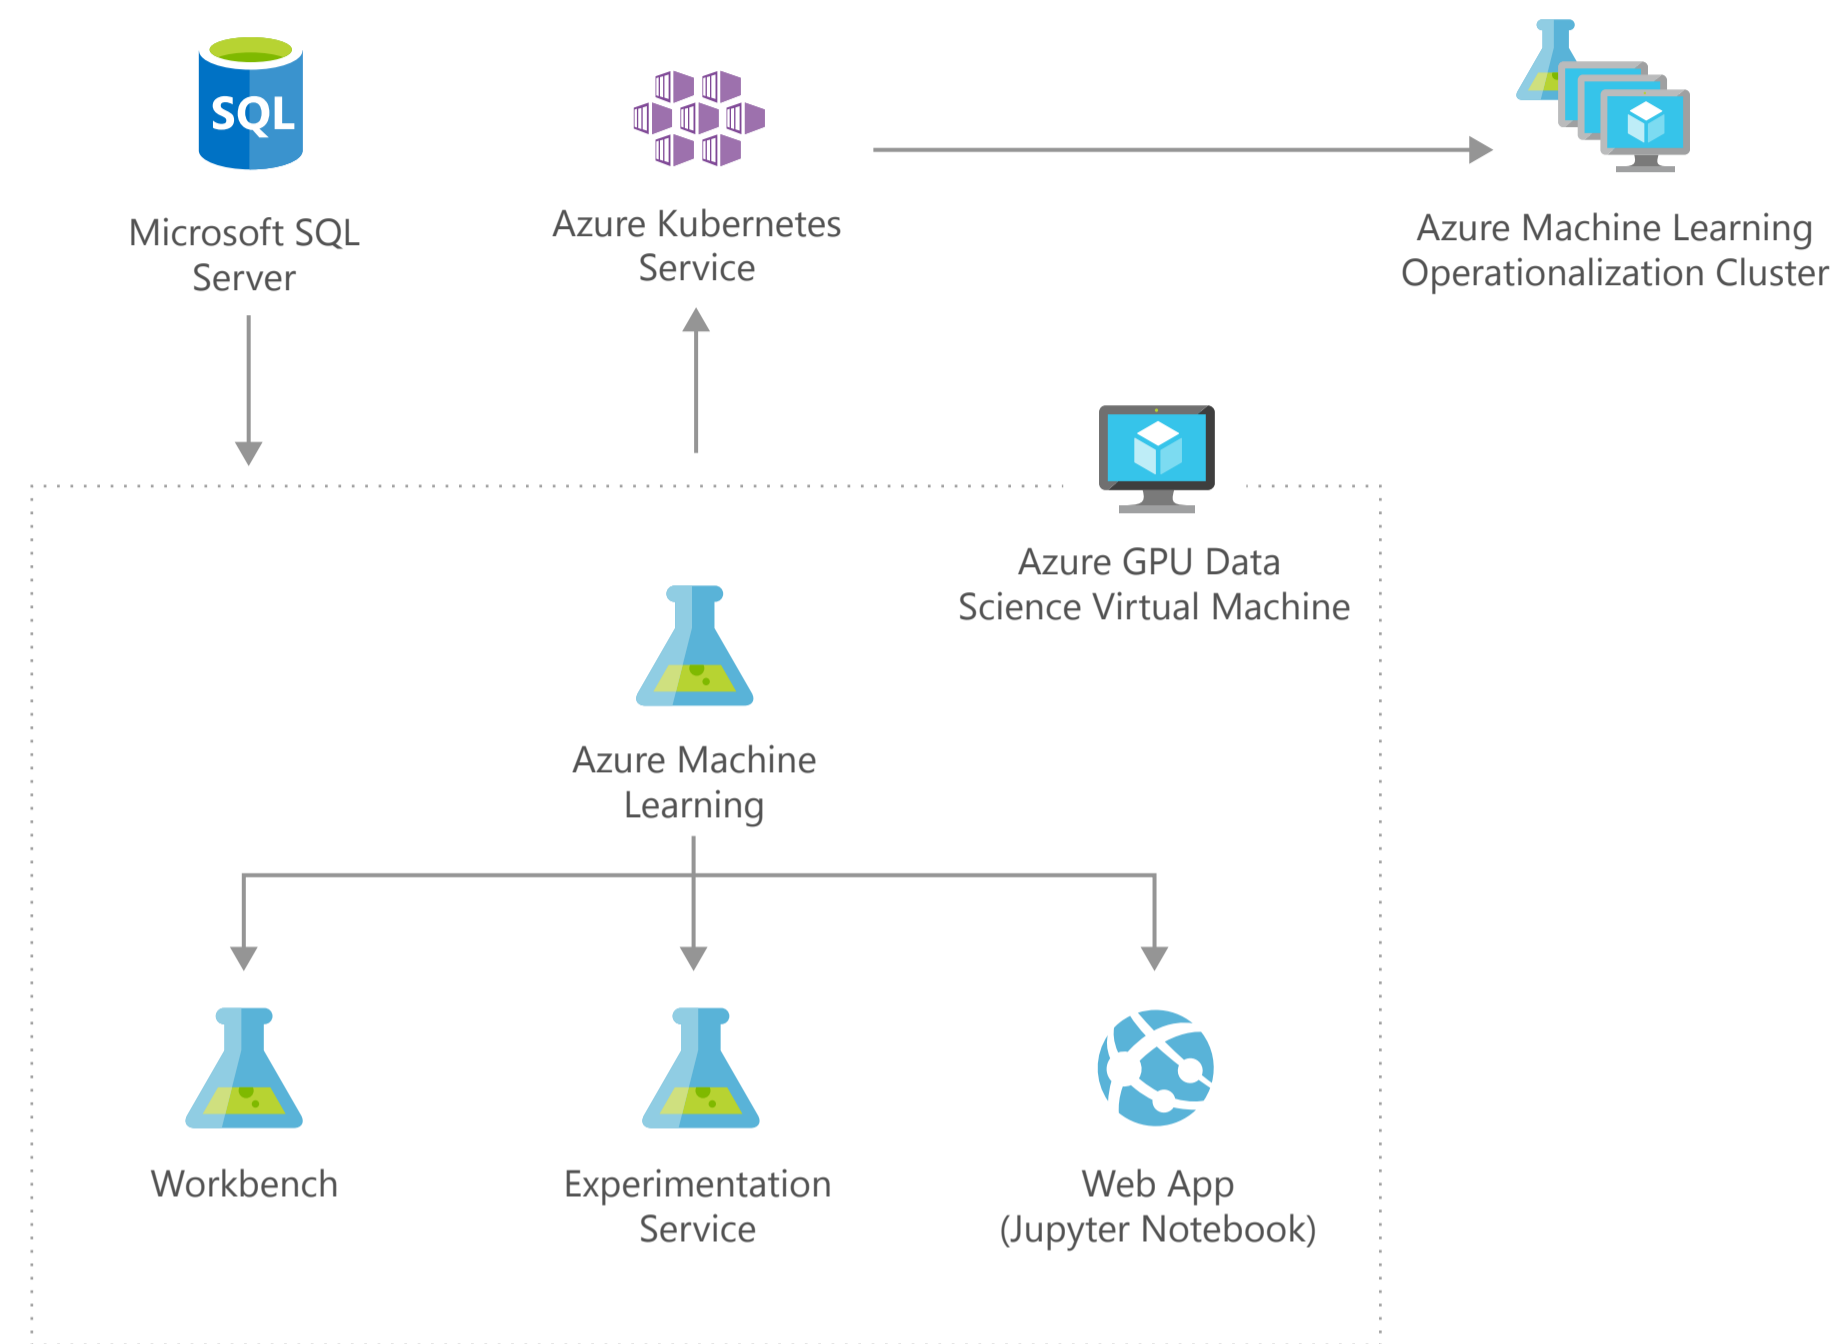 SQL
Microsoft SQL
Server
Azure Kubernetes
Service
Azure Machine Learning
Operationalization Cluster
Azure GPU Data
Science Virtual Machine
Azure Machine
Learning
Workbench
Experimentation
Service
Web App
(Jupyter Notebook)